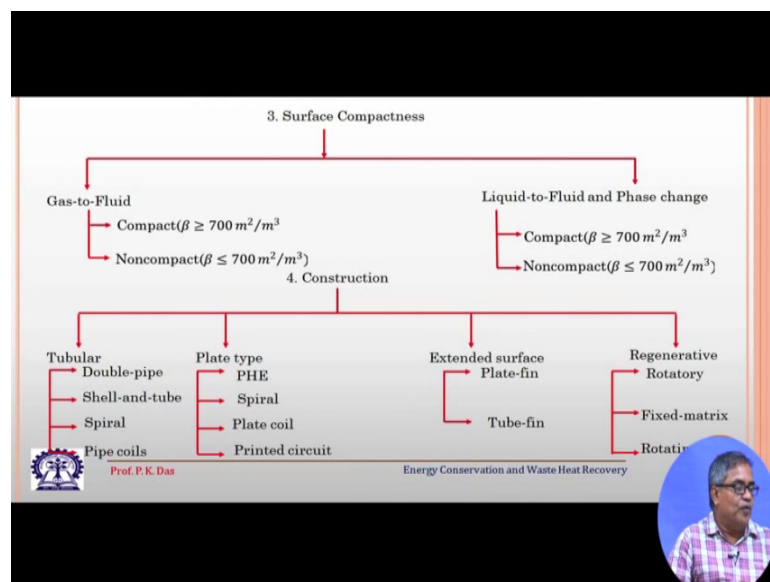 3. Surface Compactness
Gas-to-Fluid
Compact(β ≥ 700 m²/m³
Noncompact(β ≤ 700 m²/m³)
Liquid-to-Fluid and Phase change
Compact(β ≥ 700 m²/m³
Noncompact(β ≤ 700 m²/m³)
4. Construction
Tubular
Double-pipe
Shell-and-tube
Spiral
Pipe coils
Plate type
PHE
Spiral
Plate coil
Printed circuit
Extended surface
Plate-fin
Tube-fin
Regenerative
Rotatory
Fixed-matrix
Prof. P. K. Das
Energy Conservation and Waste Heat Recovery